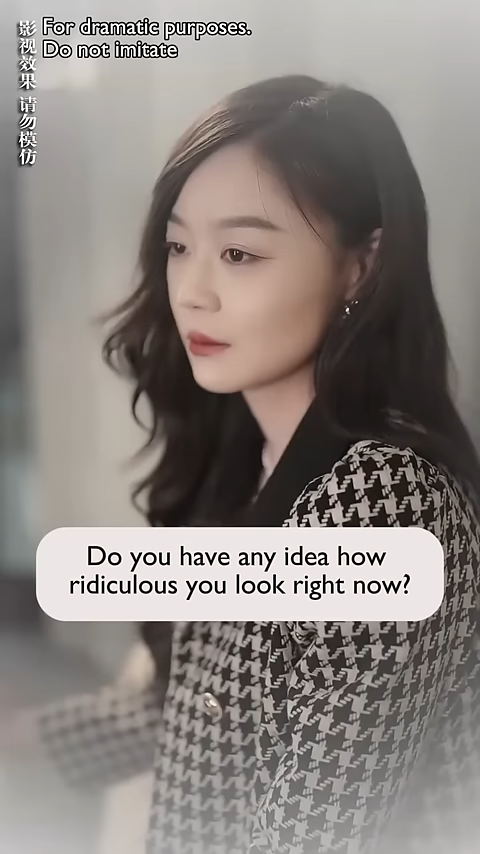 影视效果 请勿模仿
For dramatic purposes.
Do not imitate
Do you have any idea how
ridiculous you look right now?